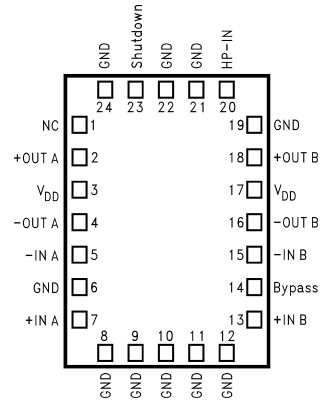 GND Shutdown GND GND HP-IN
24 23 22 21 20
NC 1 19 GND
+OUT A 2 18 +OUT B
VDD 3 17 VDD
−OUT A 4 16 −OUT B
−IN A 5 15 −IN B
GND 6 14 Bypass
+IN A 7 13 +IN B
8 9 10 11 12
GND GND GND GND GND